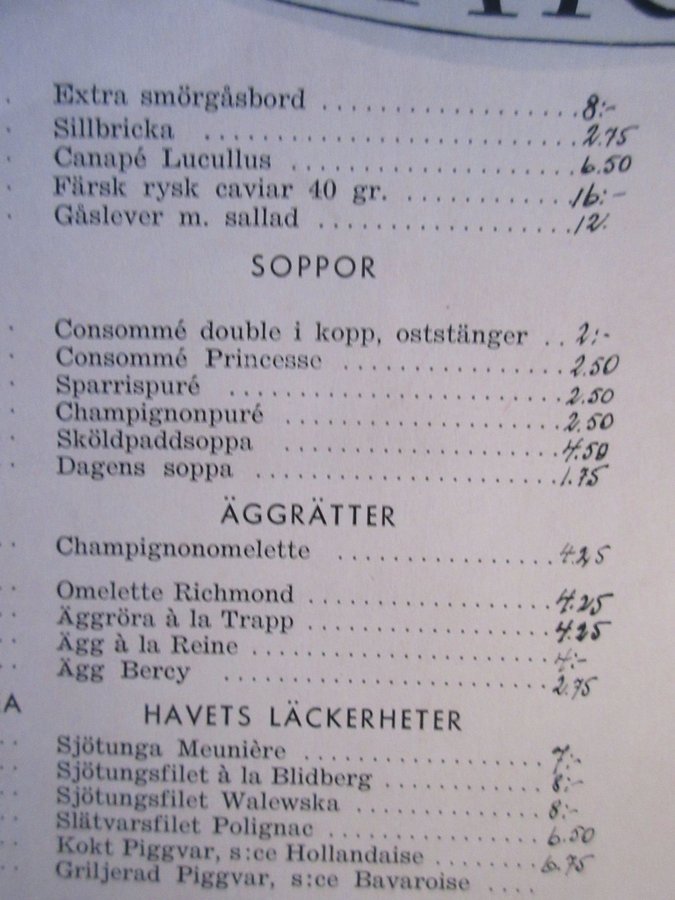 Extra smörgåsbord ................... 8:-
Sillbricka ........................... 2.75
Canapé Lucullus .................... 6.50
Färsk rysk caviar 40 gr. ............ 16:-
Gåslever m. sallad .................. 12.
SOPPOR
Consommé double i kopp, oststänger .. 2:-
Consommé Princesse ................ 2.50
Sparrispuré ........................ 2.50
Champignonpuré ................... 2.50
Sköldpaddsoppa ................... 4.50
Dagens soppa ..................... 1.75
ÄGGRÄTTER
Champignonomelette ............... 4.25
Omelette Richmond ................ 4.25
Äggröra à la Trapp ................ 4.25
Ägg à la Reine .................... 4:-
Ägg Bercy ........................ 2.75
A
HAVETS LÄCKERHETER
Sjötunga Meunière ................. 7:-
Sjötungsfilet à la Blidberg ........... 8:-
Sjötungsfilet Walewska ............. 8:-
Slätvarsfilet Polignac ............... 6.50
Kokt Piggvar, s:ce Hollandaise ....... 6.75
Griljerad Piggvar, s:ce Bavaroise ....